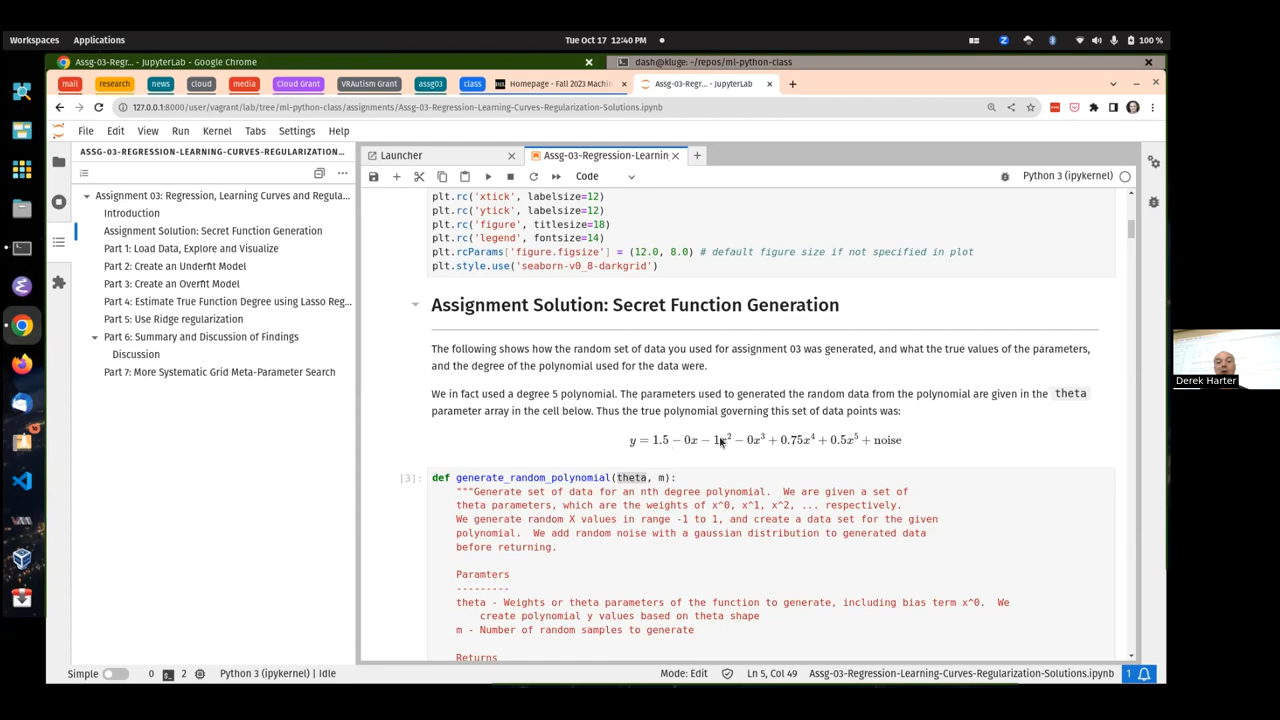 Workspaces Applications Tue Oct 17 12:40 PM 100 %
Assg-03-Regr... - JupyterLab - Google Chrome dash@kluge: ~/repos/ml-python-class
mail research news cloud media Cloud Grant VRAutism Grant assg03 class Homepage - Fall 2023 Machin Assg-03-Regr... - JupyterLab
127.0.0.1:8000/user/vagrant/lab/tree/ml-python-class/assignments/Assg-03-Regression-Learning-Curves-Regularization-Solutions.ipynb
File Edit View Run Kernel Tabs Settings Help
ASSG-03-REGRESSION-LEARNING-CURVES-REGULARIZATION...
Assignment 03: Regression, Learning Curves and Regula...
Introduction
Assignment Solution: Secret Function Generation
Part 1: Load Data, Explore and Visualize
Part 2: Create an Underfit Model
Part 3: Create an Overfit Model
Part 4: Estimate True Function Degree using Lasso Reg...
Part 5: Use Ridge regularization
Part 6: Summary and Discussion of Findings
Discussion
Part 7: More Systematic Grid Meta-Parameter Search
Launcher Assg-03-Regression-Learnin
Code Python 3 (ipykernel)
plt.rc('xtick', labelsize=12)
plt.rc('ytick', labelsize=12)
plt.rc('figure', titlesize=18)
plt.rc('legend', fontsize=14)
plt.rcParams['figure.figsize'] = (12.0, 8.0) # default figure size if not specified in plot
plt.style.use('seaborn-v0_8-darkgrid')
Assignment Solution: Secret Function Generation
The following shows how the random set of data you used for assignment 03 was generated, and what the true values of the parameters,
and the degree of the polynomial used for the data were.
We in fact used a degree 5 polynomial. The parameters used to generated the random data from the polynomial are given in the theta
parameter array in the cell below. Thus the true polynomial governing this set of data points was:
y = 1.5 − 0x − 1x² − 0x³ + 0.75x⁴ + 0.5x⁵ + noise
[3]: def generate_random_polynomial(theta, m):
"""Generate set of data for an nth degree polynomial. We are given a set of
theta parameters, which are the weights of x^0, x^1, x^2, ... respectively.
We generate random X values in range -1 to 1, and create a data set for the given
polynomial. We add random noise with a gaussian distribution to generated data
before returning.
Paramters
---------
theta - Weights or theta parameters of the function to generate, including bias term x^0. We
create polynomial y values based on theta shape
m - Number of random samples to generate
Returns
Simple 0 2 Python 3 (ipykernel) | Idle Mode: Edit Ln 5, Col 49 Assg-03-Regression-Learning-Curves-Regularization-Solutions.ipynb 1
Derek Harter